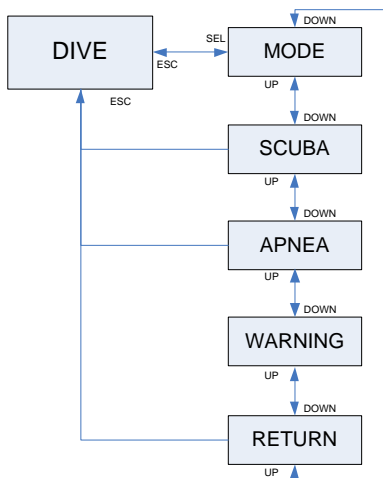 DOWN
DIVE
SEL
MODE
ESC
ESC
UP
DOWN
SCUBA
UP
DOWN
APNEA
UP
DOWN
WARNING
UP
DOWN
RETURN
UP